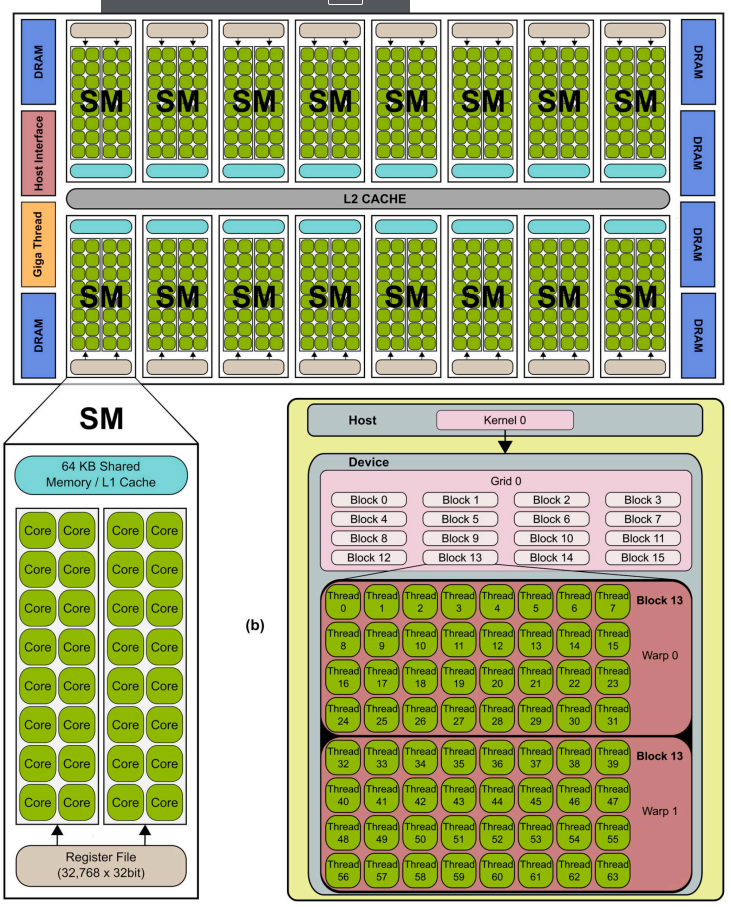 DRAM
Host Interface
Giga Thread
DRAM
SM
SM
SM
SM
SM
SM
SM
SM
L2 CACHE
SM
SM
SM
SM
SM
SM
SM
SM
DRAM
DRAM
DRAM
DRAM
SM
64 KB Shared
Memory / L1 Cache
Core Core Core Core
Core Core Core Core
Core Core Core Core
Core Core Core Core
Core Core Core Core
Core Core Core Core
Core Core Core Core
Core Core Core Core
Register File
(32,768 x 32bit)
(b)
Host
Kernel 0
Device
Grid 0
Block 0 Block 1 Block 2 Block 3
Block 4 Block 5 Block 6 Block 7
Block 8 Block 9 Block 10 Block 11
Block 12 Block 13 Block 14 Block 15
Thread Thread Thread Thread Thread Thread Thread Thread
0 1 2 3 4 5 6 7
Block 13
Thread Thread Thread Thread Thread Thread Thread Thread
8 9 10 11 12 13 14 15
Warp 0
Thread Thread Thread Thread Thread Thread Thread Thread
16 17 18 19 20 21 22 23
Thread Thread Thread Thread Thread Thread Thread Thread
24 25 26 27 28 29 30 31
Thread Thread Thread Thread Thread Thread Thread Thread
32 33 34 35 36 37 38 39
Block 13
Thread Thread Thread Thread Thread Thread Thread Thread
40 41 42 43 44 45 46 47
Warp 1
Thread Thread Thread Thread Thread Thread Thread Thread
48 49 50 51 52 53 54 55
Thread Thread Thread Thread Thread Thread Thread Thread
56 57 58 59 60 61 62 63